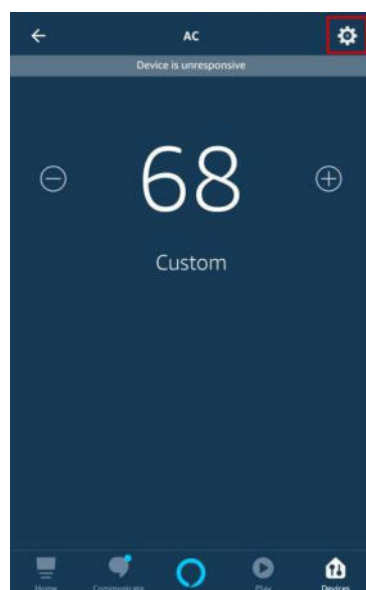 AC
Device is unresponsive
68
Custom
Home Communicate Play Devices